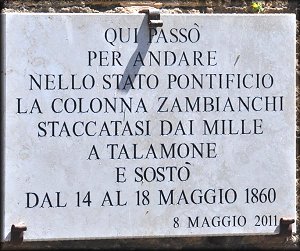 QUI PASSÒ
PER ANDARE
NELLO STATO PONTIFICIO
LA COLONNA ZAMBIANCHI
STACCATASI DAI MILLE
A TALAMONE
E SOSTÒ
DAL 14 AL 18 MAGGIO 1860
8 MAGGIO 2011